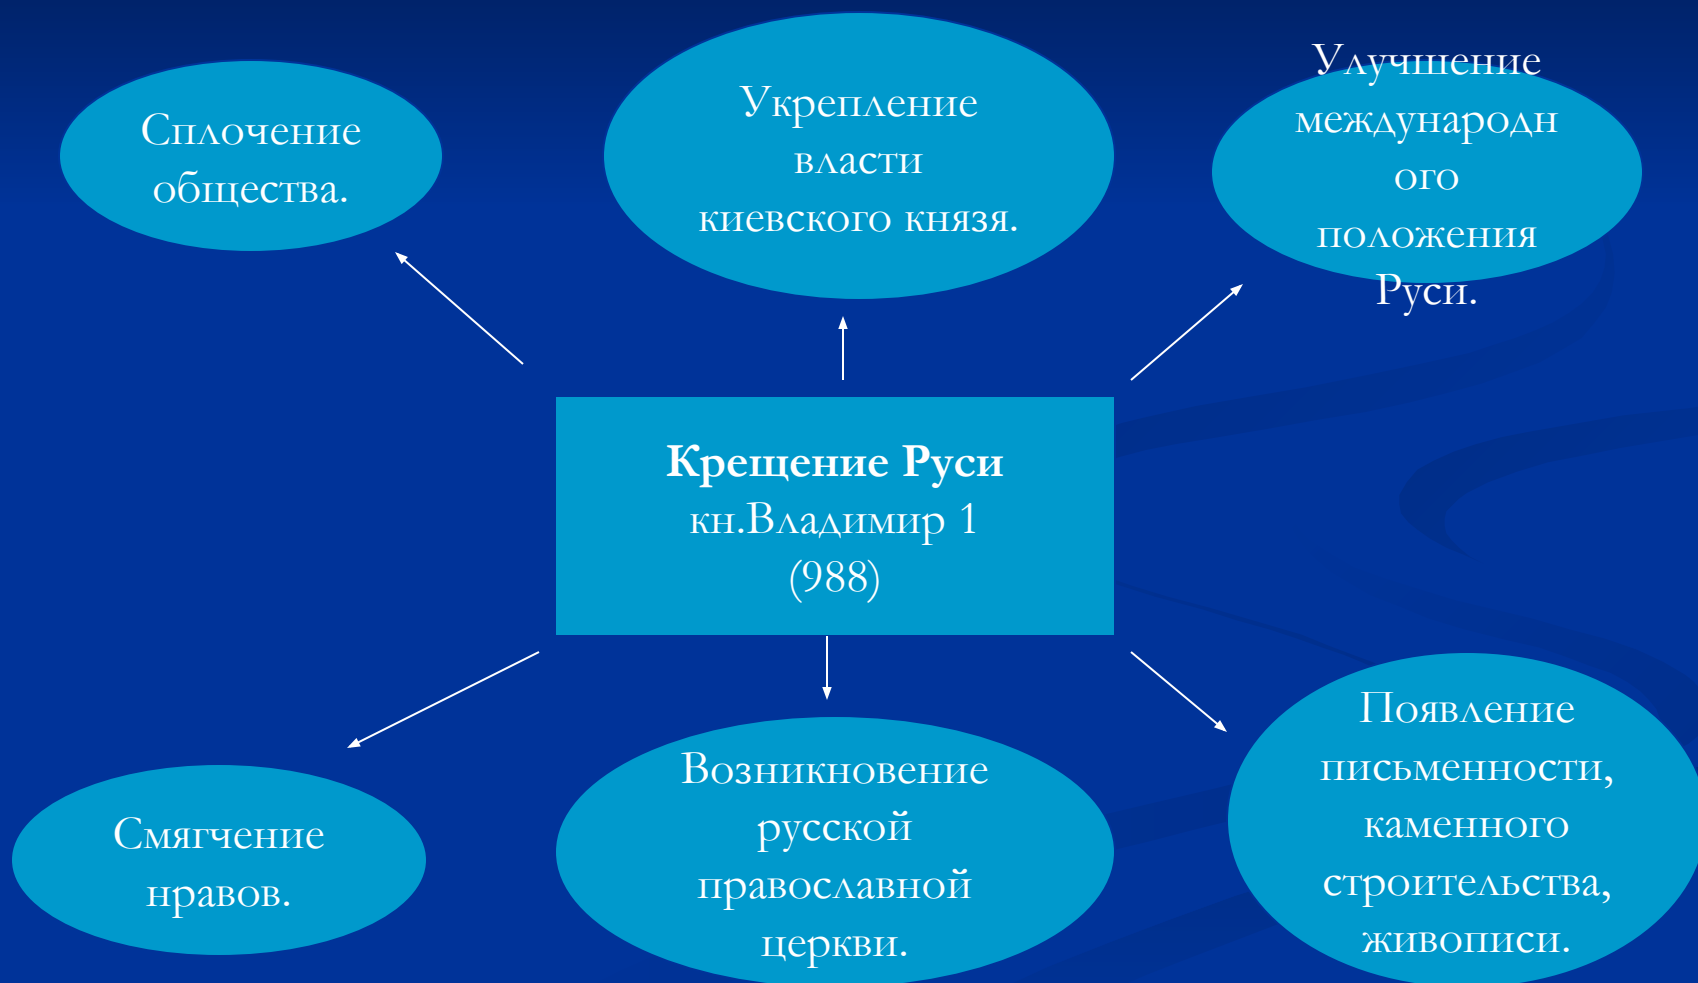 Сплочение
общества.
Укрепление
власти
киевского князя.
Улучшение
международн
ого
положения
Руси.
Крещение Руси
кн.Владимир 1
(988)
Смягчение
нравов.
Возникновение
русской
православной
церкви.
Появление
письменности,
каменного
строительства,
живописи.